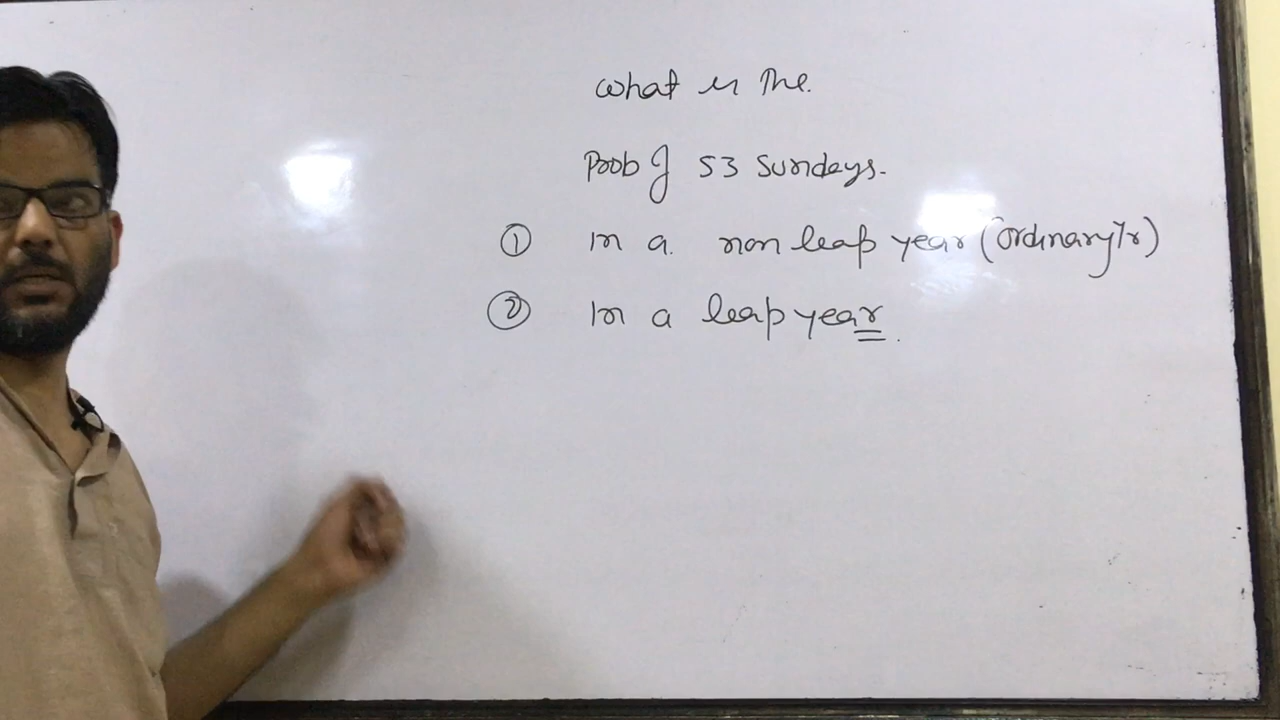 What is the.
Prob of 53 Sundays.
① In a non leap year (ordinary Yr)
② In a leap year.